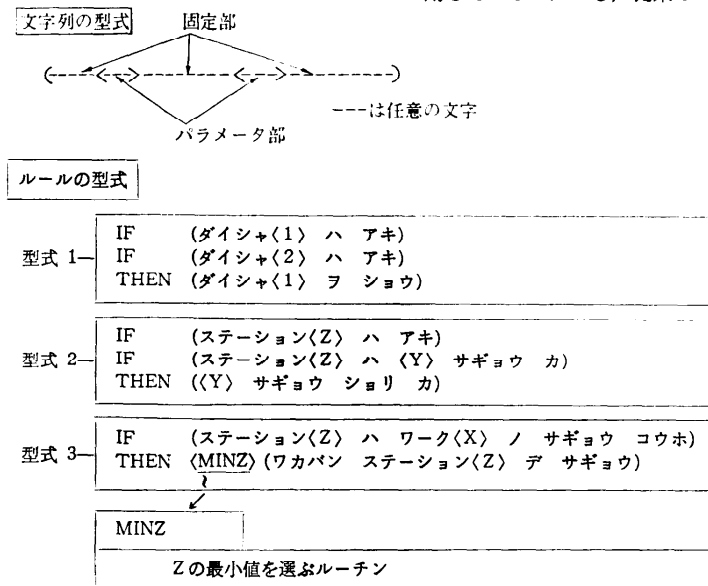 文字列の型式 固定部
(-----<--->-------<--->---------)
---は任意の文字
パラメータ部
ルールの型式
型式 1
IF (ダイシャ〈1〉 ハ アキ)
IF (ダイシャ〈2〉 ハ アキ)
THEN (ダイシャ〈1〉 ヲ ショウ)
型式 2
IF (ステーション〈Z〉 ハ アキ)
IF (ステーション〈Z〉 ハ 〈Y〉 サギョウ カ)
THEN (〈Y〉 サギョウ ショリ カ)
型式 3
IF (ステーション〈Z〉 ハ ワーク〈X〉 ノ サギョウ コウホ)
THEN 〈MINZ〉(ワカバン ステーション〈Z〉 デ サギョウ)
MINZ
Zの最小値を選ぶルーチン